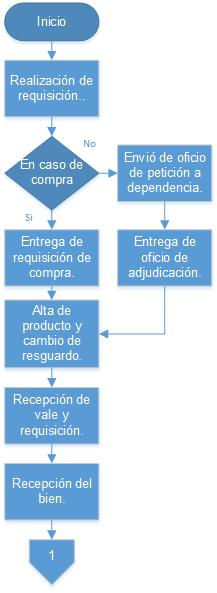 Inicio
Realización de
requisición..
No
En caso de
compra
Envió de oficio
de petición a
dependencia.
Si
Entrega de
requisición de
compra.
Entrega de
oficio de
adjudicación.
Alta de
producto y
cambio de
resguardo.
Recepción de
vale y
requisición.
Recepción del
bien.
1